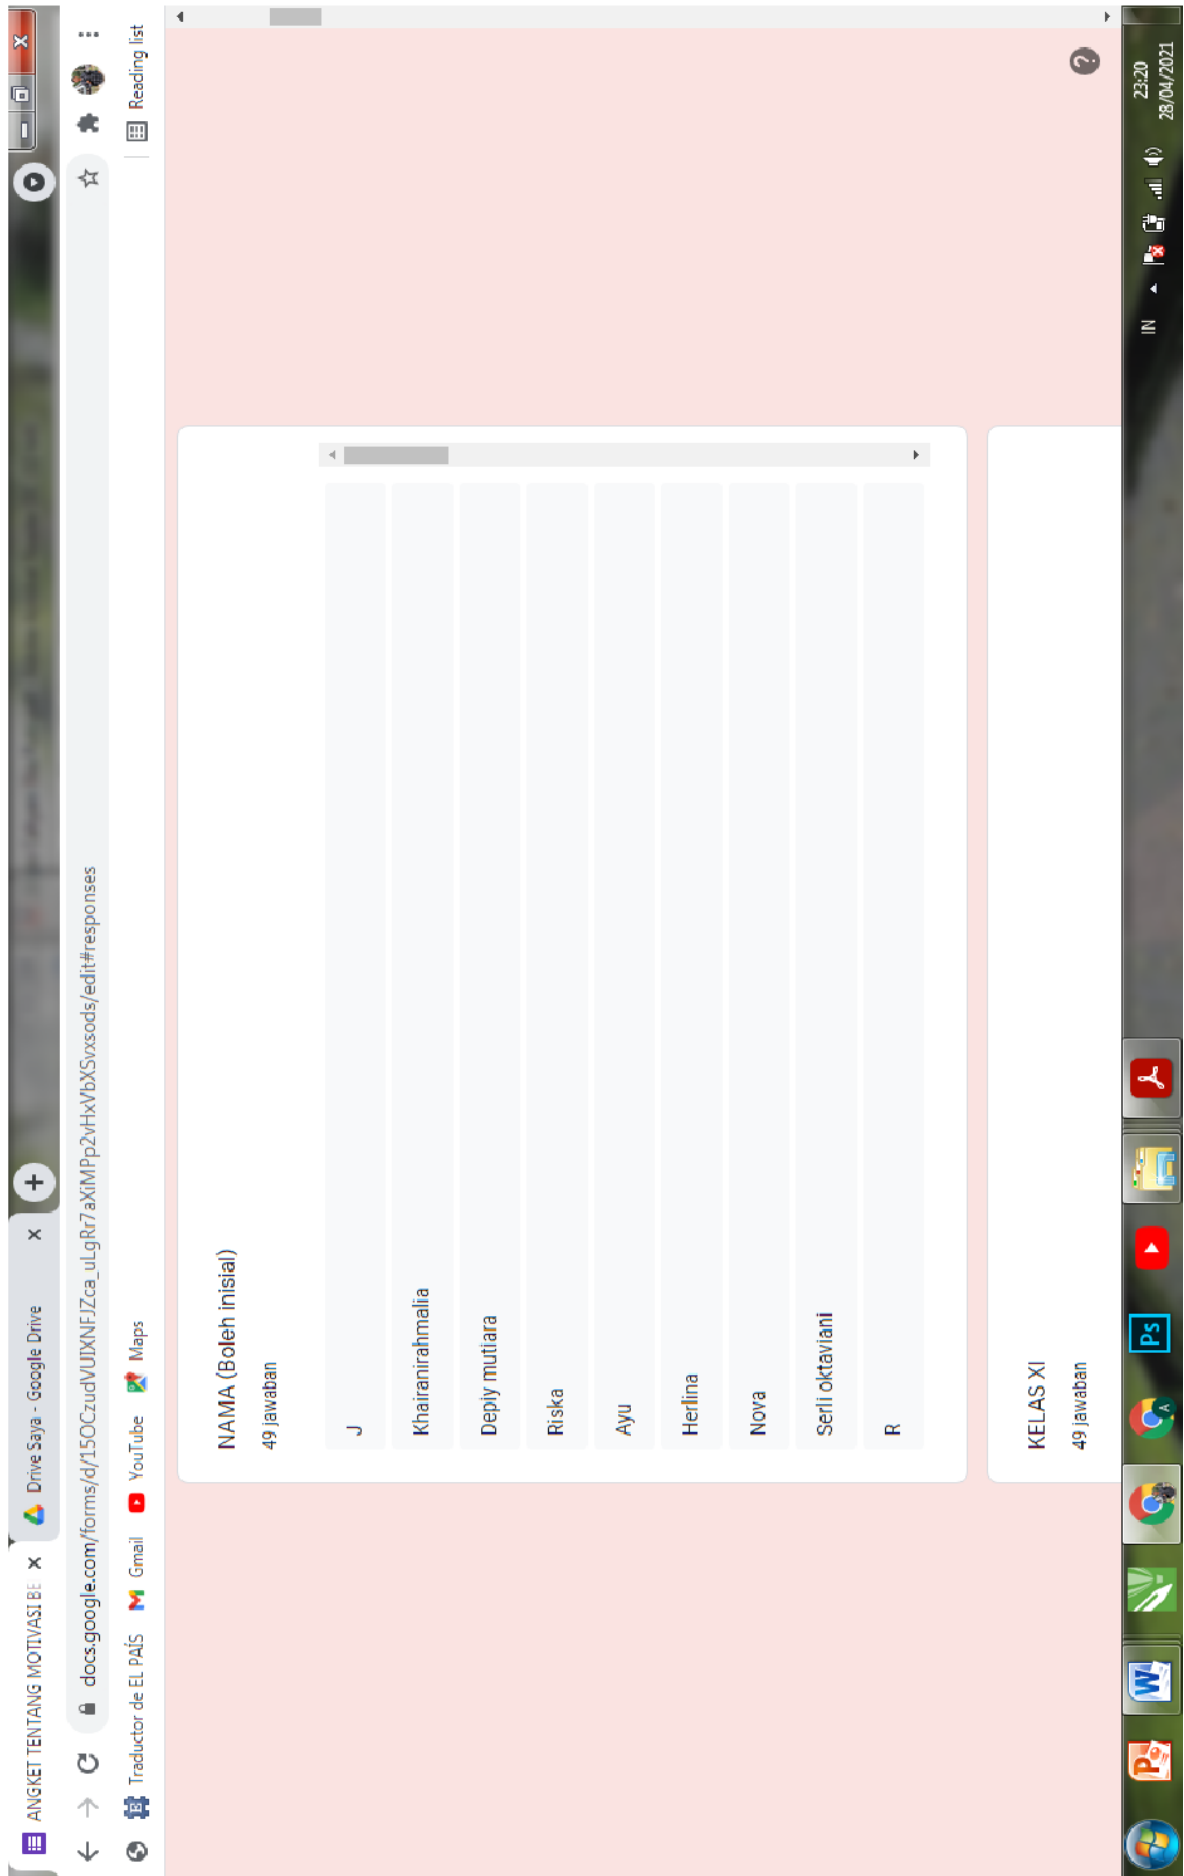 ANGKET TENTANG MOTIVASI BE
Drive Saya - Google Drive
docs.google.com/forms/d/15OCzudVUIXNFJZca_uLgRr7aXiMPp2vHxVbXSvxsods/edit#responses
Traductor de EL PAÍS
Gmail
YouTube
Maps
Reading list
NAMA (Boleh inisial)
49 jawaban
J
Khairanirahmalia
Depiy mutiara
Riska
Ayu
Herlina
Nova
Serli oktaviani
R
KELAS XI
49 jawaban
IN
23:20
28/04/2021